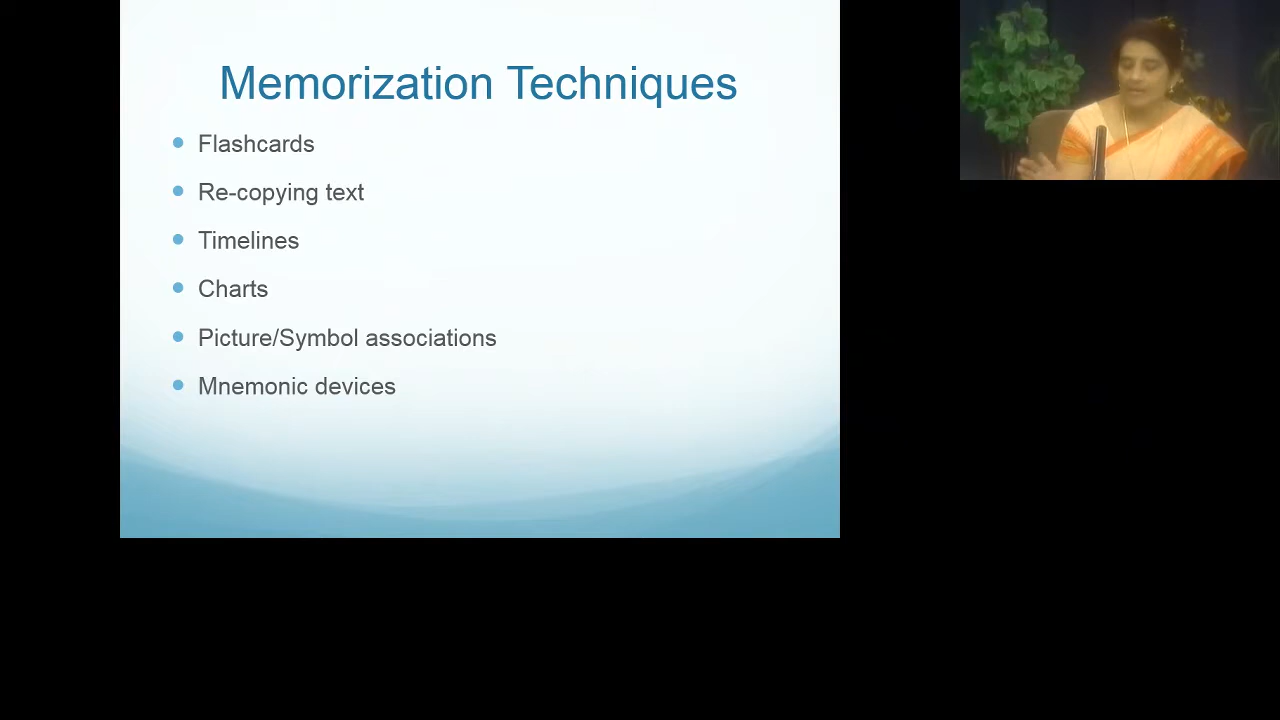 Memorization Techniques
Flashcards
Re-copying text
Timelines
Charts
Picture/Symbol associations
Mnemonic devices